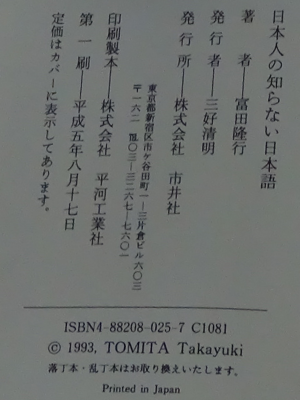 日本人の知らない日本語
著者―富田隆行
発行者―三好清明
発行所―株式会社 市井社
東京都新宿区市ヶ谷田町一―三片倉ビル六〇三
〒一六二 TEL〇三―三二六七―七六〇一
印刷製本―株式会社 平河工業社
第一刷―平成五年八月十七日
定価はカバーに表示してあります。
ISBN4-88208-025-7 C1081
© 1993, TOMITA Takayuki
落丁本・乱丁本はお取り換えいたします。
Printed in Japan